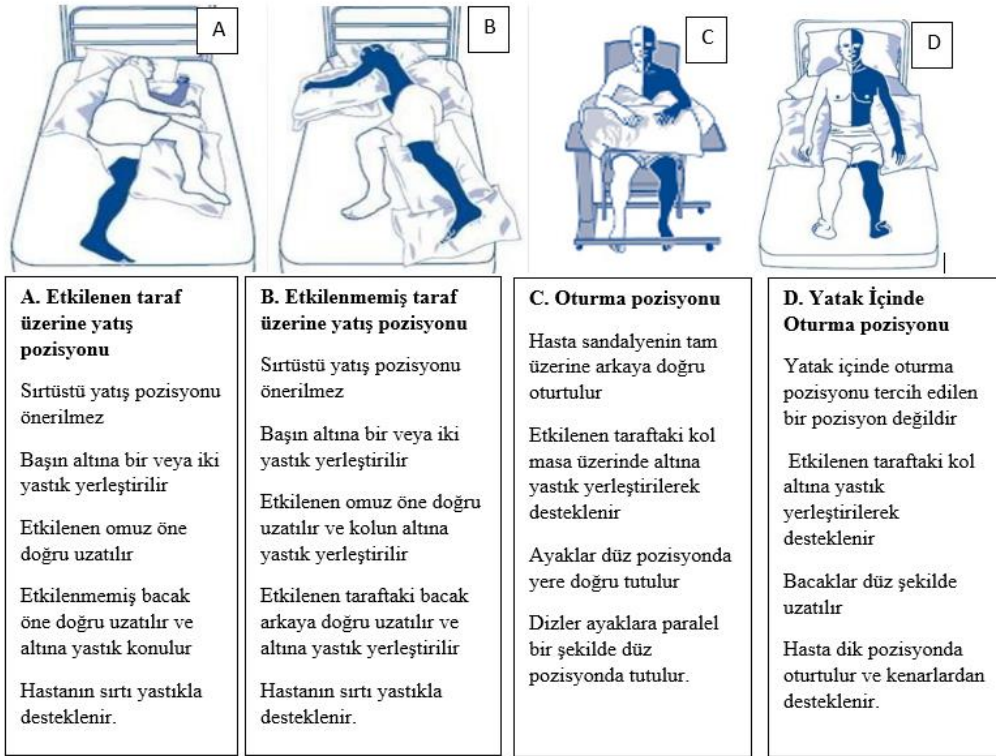 A
B
C
D
A. Etkilenen taraf
üzerine yatış
pozisyonu
Sırtüstü yatış pozisyonu
önerilmez
Başın altına bir veya iki
yastık yerleştirilir
Etkilenen omuz öne
doğru uzatılır
Etkilenmemiş bacak
öne doğru uzatılır ve
altına yastık konulur
Hastanın sırtı yastıkla
desteklenir.
B. Etkilenmemiş taraf
üzerine yatış pozisyonu
Sırtüstü yatış pozisyonu
önerilmez
Başın altına bir veya iki
yastık yerleştirilir
Etkilenen omuz öne doğru
uzatılır ve kolun altına
yastık yerleştirilir
Etkilenen taraftaki bacak
arkaya doğru uzatılır ve
altına yastık yerleştirilir
Hastanın sırtı yastıkla
desteklenir.
C. Oturma pozisyonu
Hasta sandalyenin tam
üzerine arkaya doğru
oturtulur
Etkilenen taraftaki kol
masa üzerinde altına
yastık yerleştirilerek
desteklenir
Ayaklar düz pozisyonda
yere doğru tutulur
Dizler ayaklara paralel
bir şekilde düz
pozisyonda tutulur.
D. Yatak İçinde
Oturma pozisyonu
Yatak içinde oturma
pozisyonu tercih edilen
bir pozisyon değildir
Etkilenen taraftaki kol
altına yastık
yerleştirilerek
desteklenir
Bacaklar düz şekilde
uzatılır
Hasta dik pozisyonda
oturtulur ve kenarlardan
desteklenir.